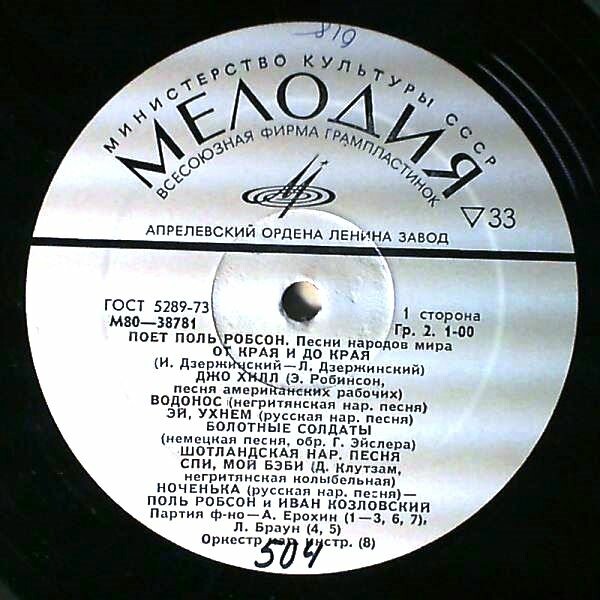 819
МИНИСТЕРСТВО КУЛЬТУРЫ СССР
МЕЛОДИЯ
ВСЕСОЮЗНАЯ ФИРМА ГРАМПЛАСТИНОК
▽33
АПРЕЛЕВСКИЙ ОРДЕНА ЛЕНИНА ЗАВОД
ГОСТ 5289-73
1 сторона
М80—38781
Гр. 2. 1-00
ПОЕТ ПОЛЬ РОБСОН. Песни народов мира
ОТ КРАЯ И ДО КРАЯ
(И. Дзержинский—Л. Дзержинский)
ДЖО ХИЛЛ (Э. Робинсон,
песня американских рабочих)
ВОДОНОС (негритянская нар. песня)
ЭЙ, УХНЕМ (русская нар. песня)
БОЛОТНЫЕ СОЛДАТЫ
(немецкая песня, обр. Г. Эйслера)
ШОТЛАНДСКАЯ НАР. ПЕСНЯ
СПИ, МОЙ БЭБИ (Д. Клутзам,
негритянская колыбельная)
НОЧЕНЬКА (русская нар. песня)—
ПОЛЬ РОБСОН и ИВАН КОЗЛОВСКИЙ
Партия ф-но—А. Ерохин (1—3, 6, 7),
Л. Браун (4, 5)
Оркестр нар. инстр. (8)
504